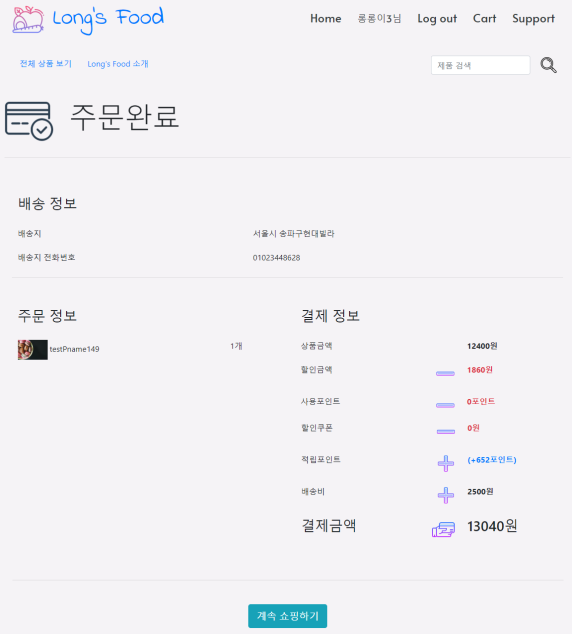 Long's Food
Home 롱롱이3님 Log out Cart Support
전체 상품 보기 Long's Food 소개
제품 검색
주문완료
배송 정보
배송지 서울시 송파구현대빌라
배송지 전화번호 01023448628
주문 정보
testPname149 1개
결제 정보
상품금액 12400원
할인금액 1860원
사용포인트 0포인트
할인쿠폰 0원
적립포인트 (+652포인트)
배송비 2500원
결제금액 13040원
계속 쇼핑하기